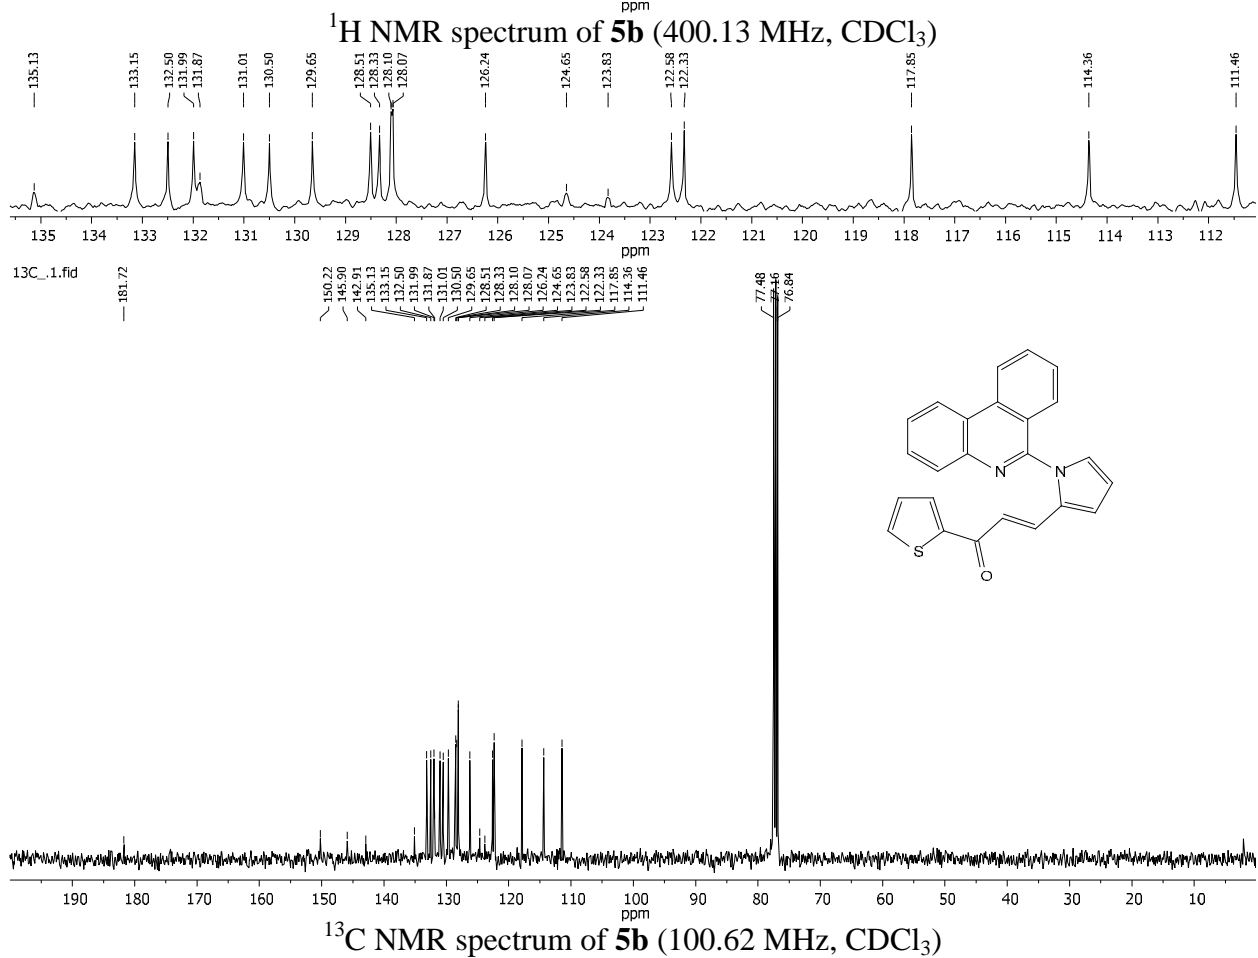 ppm
¹H NMR spectrum of 5b (400.13 MHz, CDCl₃)
135.13 133.15 132.50 131.99 131.87 131.01 130.50 129.65 128.51 128.33 128.10 128.07 126.24 124.65 123.83 122.58 122.33 117.85 114.36 111.46
135 134 133 132 131 130 129 128 127 126 125 124 123 122 121 120 119 118 117 116 115 114 113 112
ppm
13C_.1.fid
181.72 150.22 145.90 142.91 135.13 133.15 132.50 131.99 131.87 131.01 130.50 129.65 128.51 128.33 128.10 128.07 126.24 124.65 123.83 122.58 122.33 117.85 114.36 111.46 77.48 77.16 76.84
N N
S
O
190 180 170 160 150 140 130 120 110 100 90 80 70 60 50 40 30 20 10
ppm
¹³C NMR spectrum of 5b (100.62 MHz, CDCl₃)